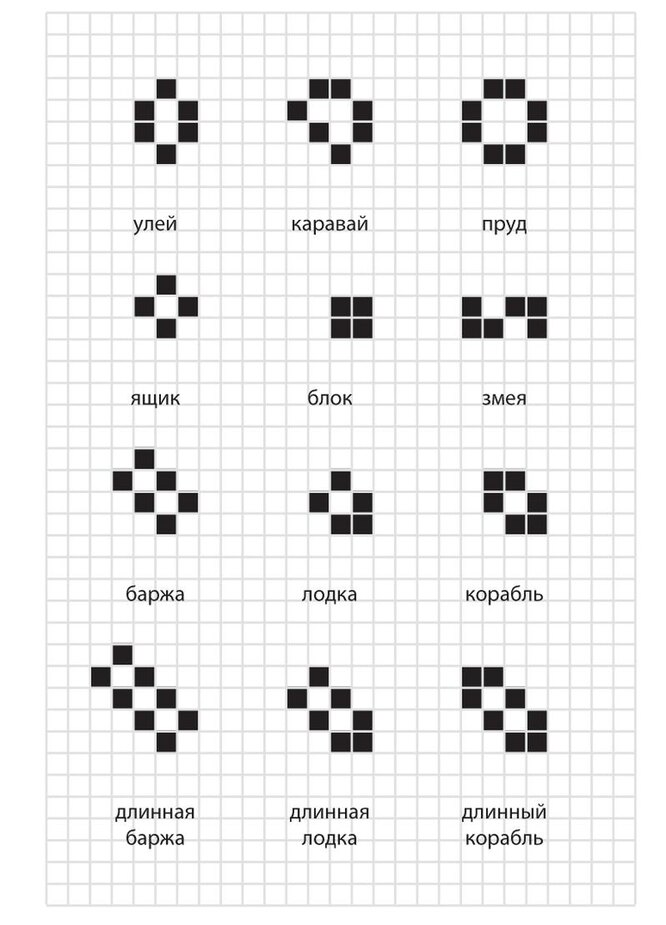 улей
каравай
пруд
ящик
блок
змея
баржа
лодка
корабль
длинная
баржа
длинная
лодка
длинный
корабль